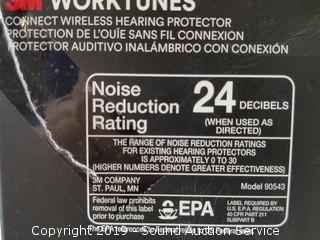 3M WORKTUNES
CONNECT WIRELESS HEARING PROTECTOR
PROTECTION DE L'OUÏE SANS FIL CONNEXION
PROTECTOR AUDITIVO INALÁMBRICO CON CONEXIÓN
Noise Reduction Rating
24 DECIBELS
(WHEN USED AS DIRECTED)
THE RANGE OF NOISE REDUCTION RATINGS
FOR EXISTING HEARING PROTECTORS
IS APPROXIMATELY 0 TO 30
(HIGHER NUMBERS DENOTE GREATER EFFECTIVENESS)
3M COMPANY
ST. PAUL, MN
Model 90543
Federal law prohibits
removal of this label
prior to purchase
EPA
LABEL REQUIRED BY
U.S. E.P.A. REGULATION
40 CFR PART 211
SUBPART B
Copyright 2019 - Sound Auction Service